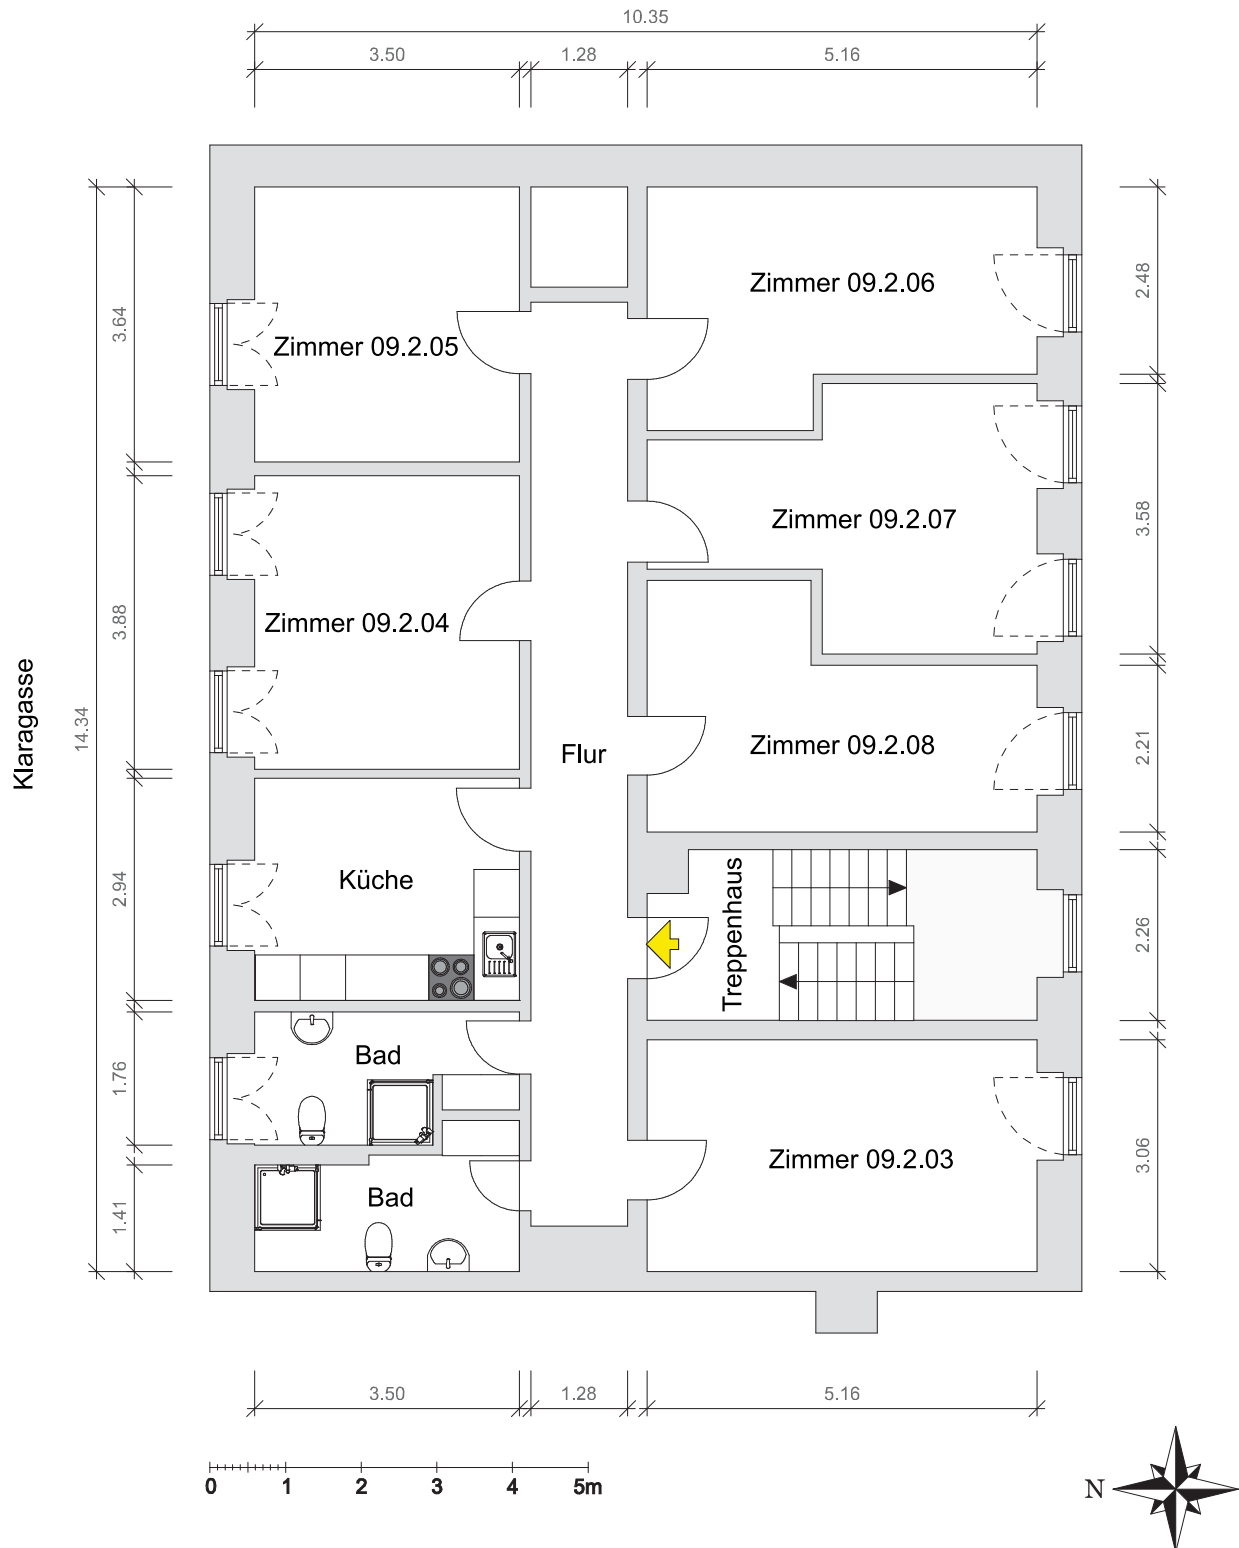 10.35
3.50
1.28
5.16
2.48
3.64
Zimmer 09.2.06
Zimmer 09.2.05
3.58
Zimmer 09.2.07
3.88
Zimmer 09.2.04
Klaragasse
14.34
Flur
Zimmer 09.2.08
2.21
2.94
Küche
Treppenhaus
2.26
1.76
Bad
Zimmer 09.2.03
3.06
1.41
Bad
3.50
1.28
5.16
0 1 2 3 4 5m
N